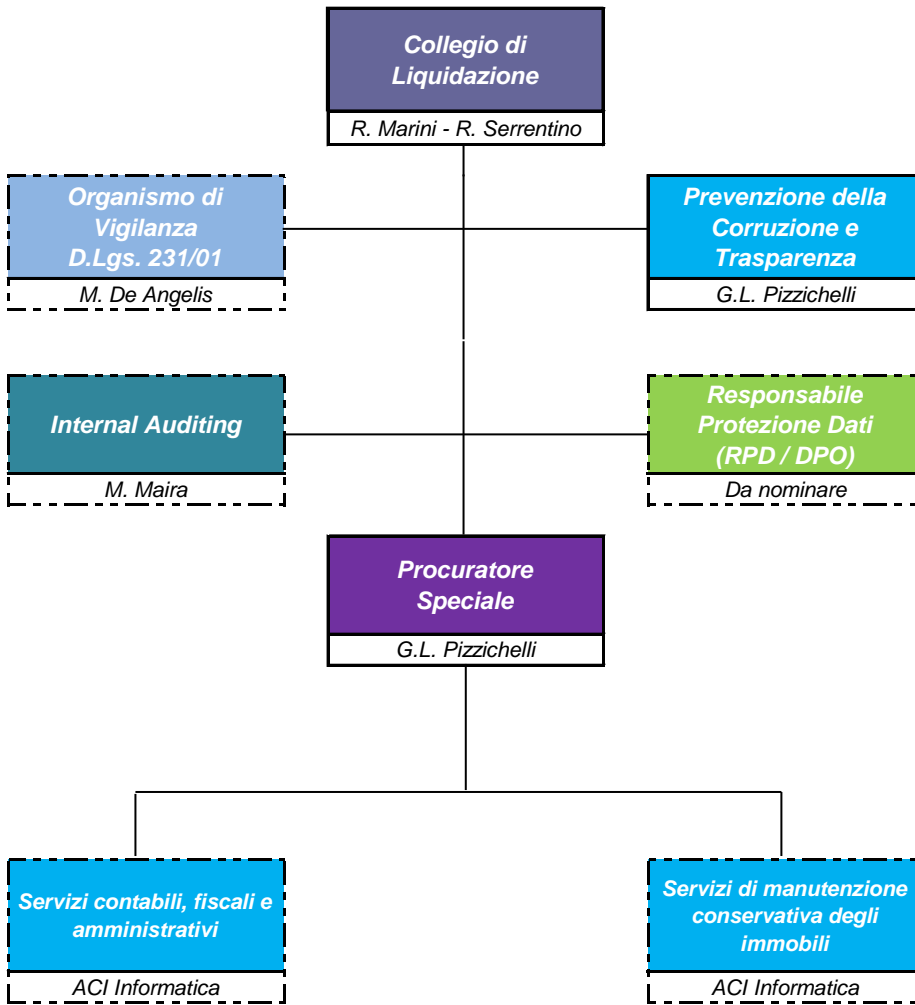 Collegio di
Liquidazione
R. Marini - R. Serrentino
Organismo di
Vigilanza
D.Lgs. 231/01
M. De Angelis
Prevenzione della
Corruzione e
Trasparenza
G.L. Pizzichelli
Internal Auditing
M. Maira
Responsabile
Protezione Dati
(RPD / DPO)
Da nominare
Procuratore
Speciale
G.L. Pizzichelli
Servizi contabili, fiscali e
amministrativi
ACI Informatica
Servizi di manutenzione
conservativa degli
immobili
ACI Informatica